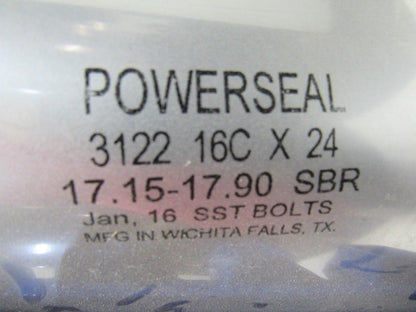 POWERSEAL
3122 16C X 24
17.15-17.90 SBR
Jan, 16 SST BOLTS
MFG IN WICHITA FALLS, TX.